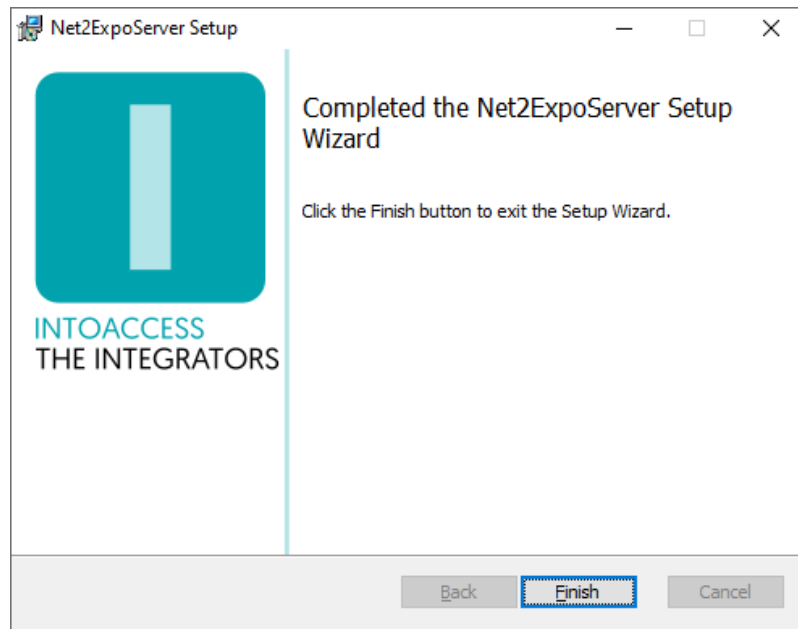 Net2ExpoServer Setup
Completed the Net2ExpoServer Setup
Wizard
Click the Finish button to exit the Setup Wizard.
INTOACCESS
THE INTEGRATORS
Back Finish Cancel